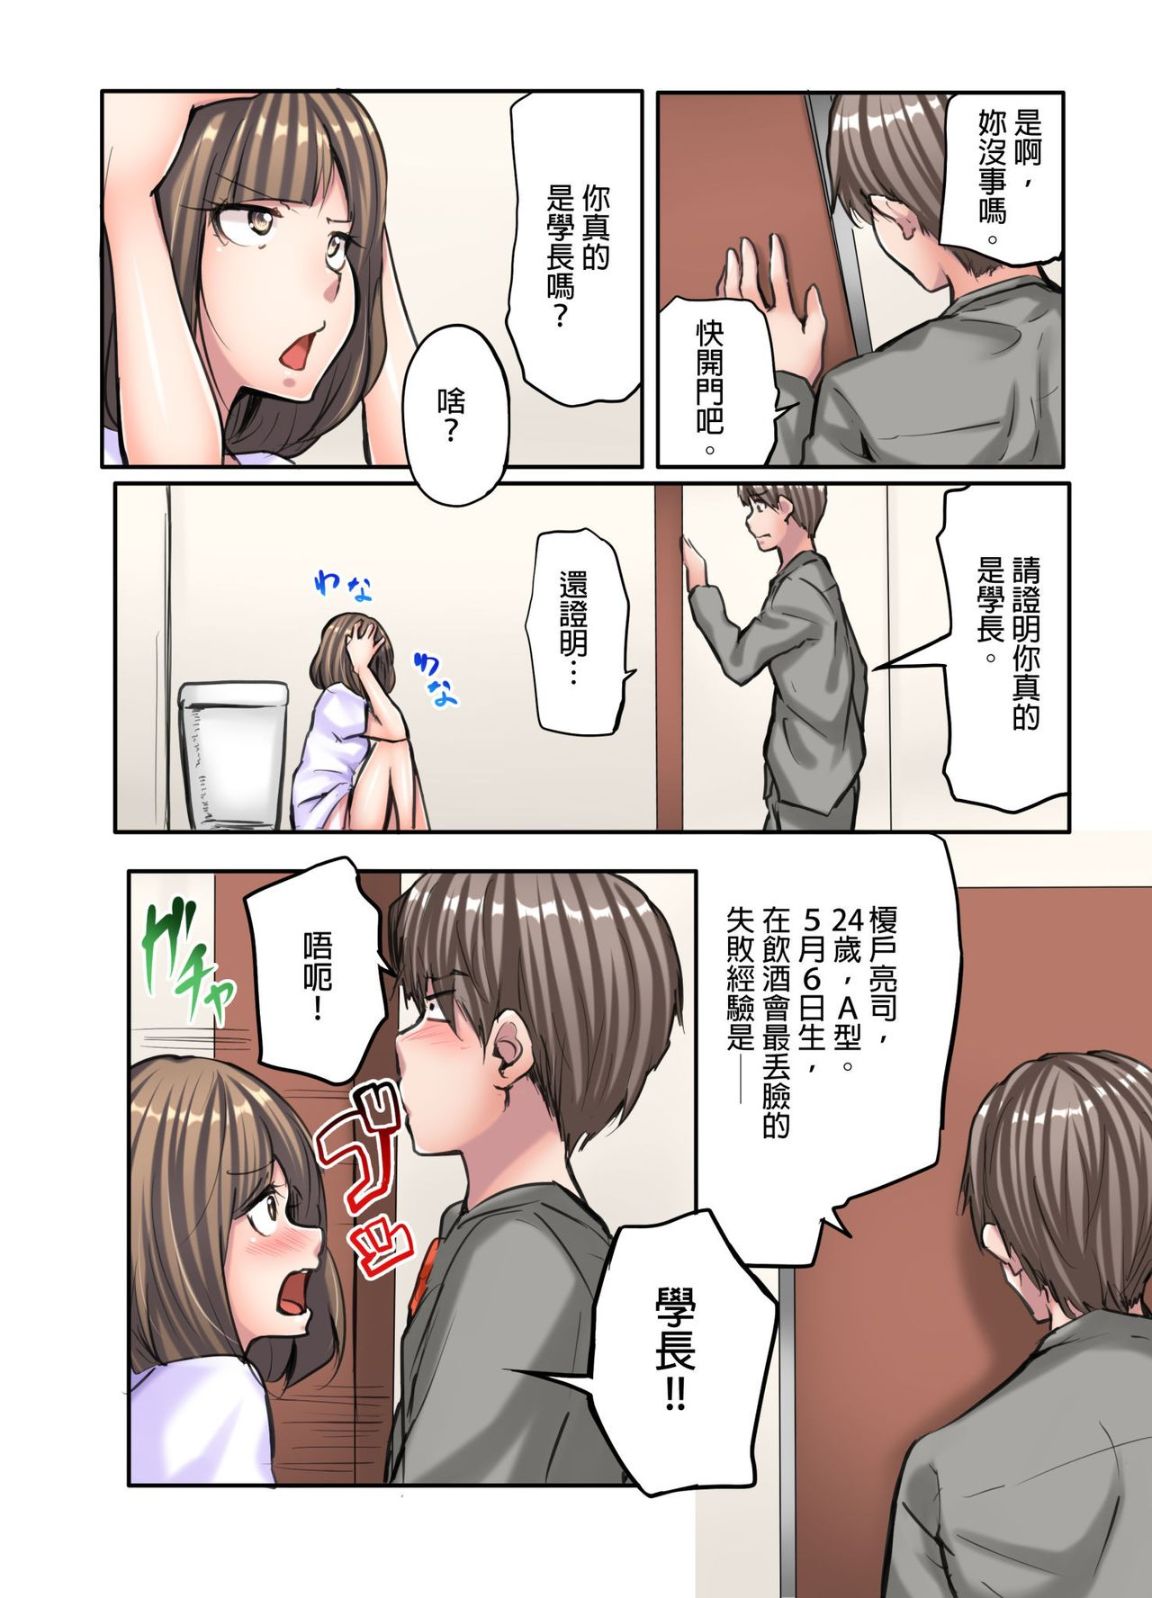 是啊，
妳沒事嗎。
快開門吧。
你真的
是學長嗎？
啥？
請證明你真的
是學長。
還證明…
わな
わな
榎戶亮司，
24歲，A型。
5月6日生，
在飲酒會最丟臉的
失敗經驗是──
學長!!
唔呃！
ガチャ
ゴッ